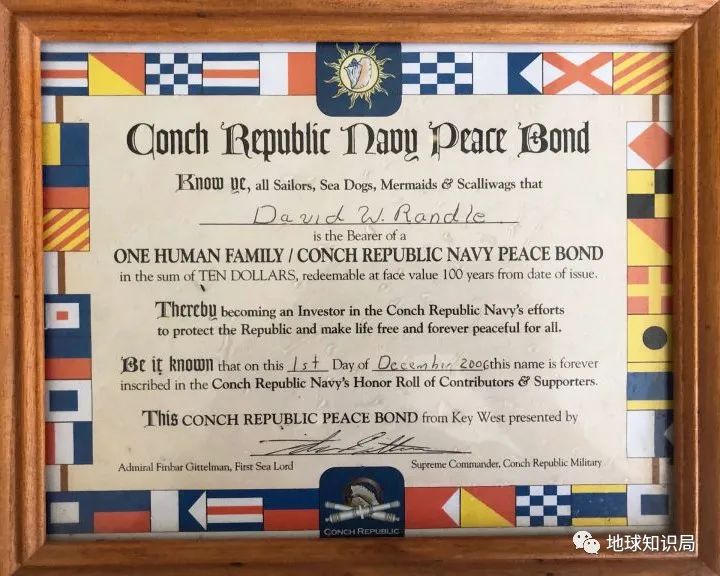 Conch Republic Navy Peace Bond
Know ye, all Sailors, Sea Dogs, Mermaids & Scalliwags that
David W. Randle
is the Bearer of a
ONE HUMAN FAMILY / CONCH REPUBLIC NAVY PEACE BOND
in the sum of TEN DOLLARS, redeemable at face value 100 years from date of issue.
Thereby becoming an Investor in the Conch Republic Navy's efforts
to protect the Republic and make life free and forever peaceful for all.
Be it known that on this 1st Day of December 2006 this name is forever
inscribed in the Conch Republic Navy's Honor Roll of Contributors & Supporters.
This CONCH REPUBLIC PEACE BOND from Key West presented by
Admiral Finbar Gittelman, First Sea Lord
Supreme Commander, Conch Republic Military
CONCH REPUBLIC
地球知识局